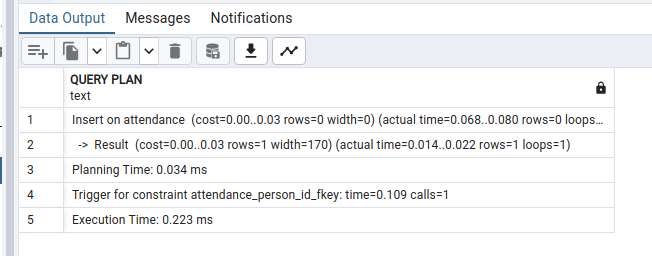 Data Output Messages Notifications
QUERY PLAN
text
1 Insert on attendance (cost=0.00..0.03 rows=0 width=0) (actual time=0.068..0.080 rows=0 loops...
2 -> Result (cost=0.00..0.03 rows=1 width=170) (actual time=0.014..0.022 rows=1 loops=1)
3 Planning Time: 0.034 ms
4 Trigger for constraint attendance_person_id_fkey: time=0.109 calls=1
5 Execution Time: 0.223 ms